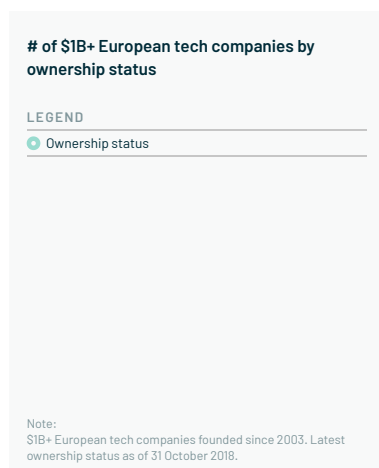 # of $1B+ European tech companies by
ownership status
LEGEND
Ownership status
Note:
$1B+ European tech companies founded since 2003. Latest
ownership status as of 31 October 2018.